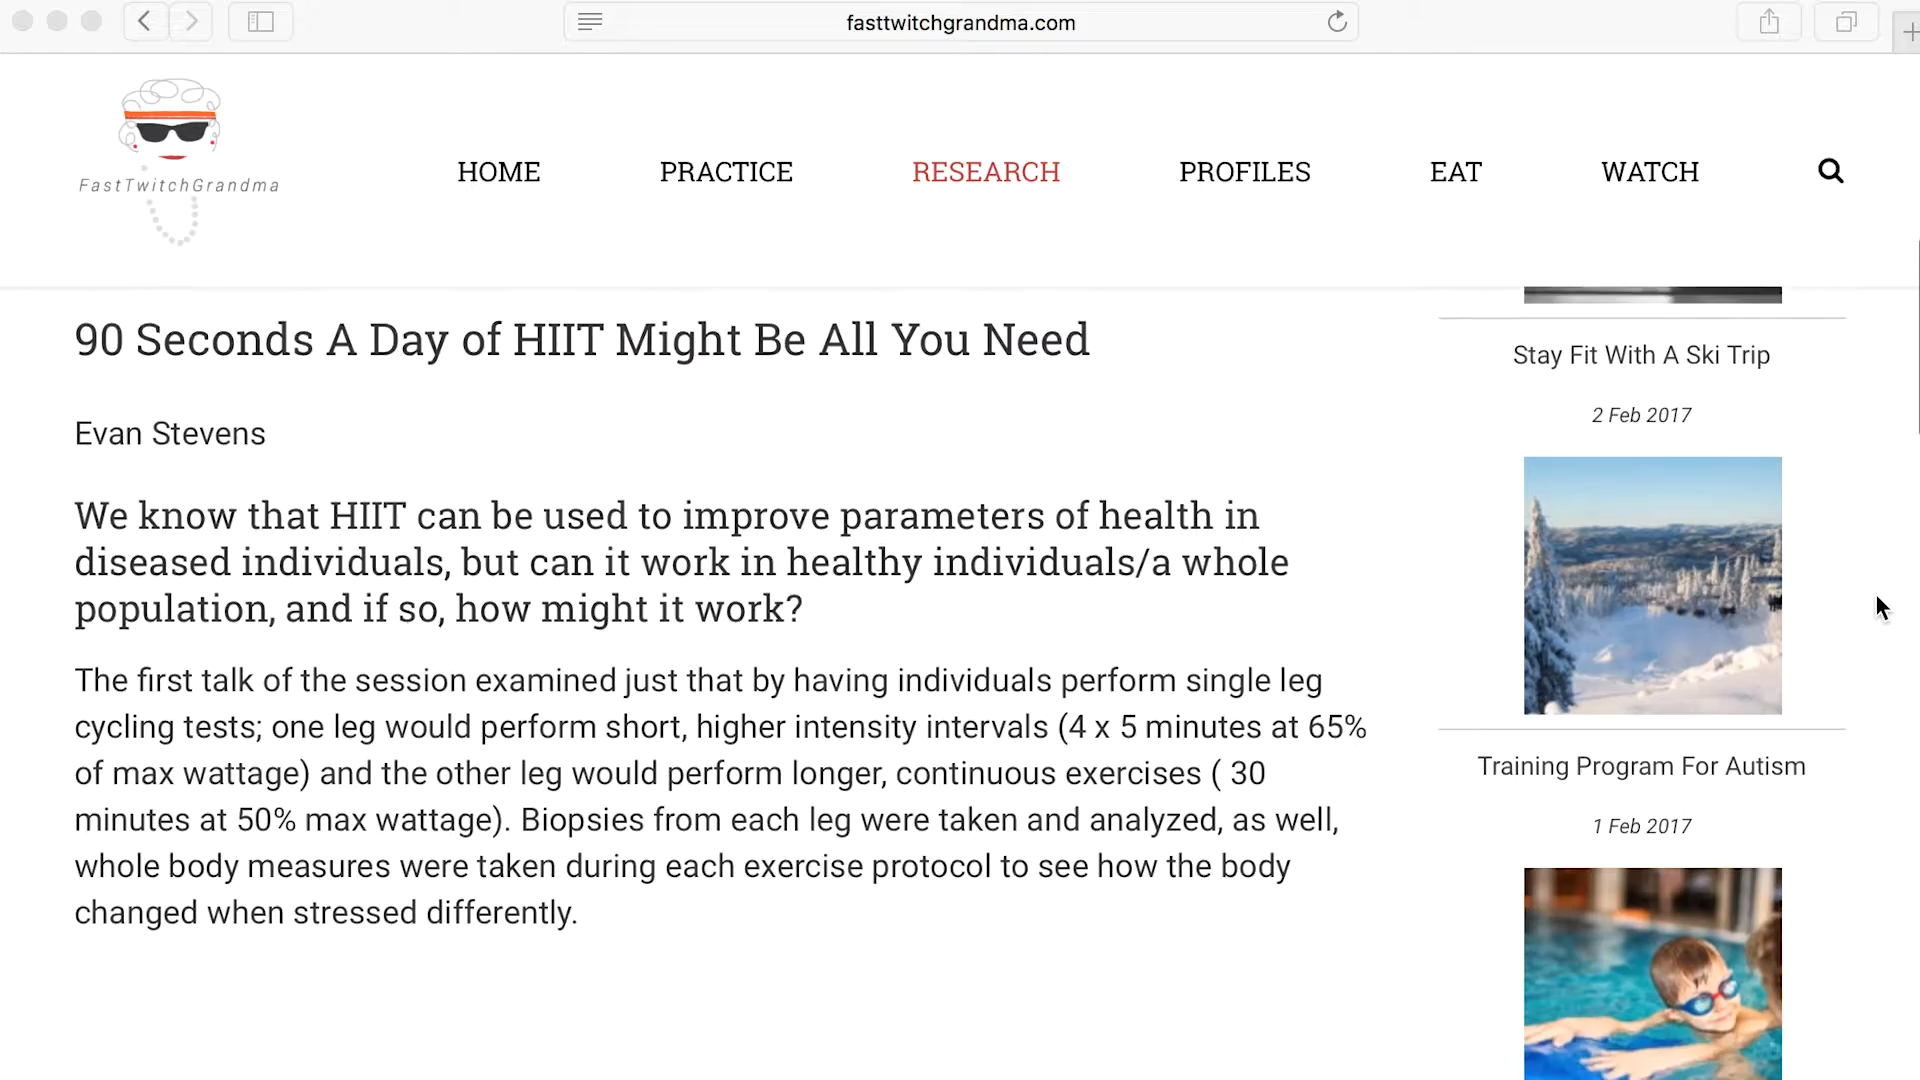 fasttwitchgrandma.com
FastTwitchGrandma
HOME
PRACTICE
RESEARCH
PROFILES
EAT
WATCH
90 Seconds A Day of HIIT Might Be All You Need
Evan Stevens
We know that HIIT can be used to improve parameters of health in
diseased individuals, but can it work in healthy individuals/a whole
population, and if so, how might it work?
The first talk of the session examined just that by having individuals perform single leg
cycling tests; one leg would perform short, higher intensity intervals (4 x 5 minutes at 65%
of max wattage) and the other leg would perform longer, continuous exercises ( 30
minutes at 50% max wattage). Biopsies from each leg were taken and analyzed, as well,
whole body measures were taken during each exercise protocol to see how the body
changed when stressed differently.
Stay Fit With A Ski Trip
2 Feb 2017
Training Program For Autism
1 Feb 2017